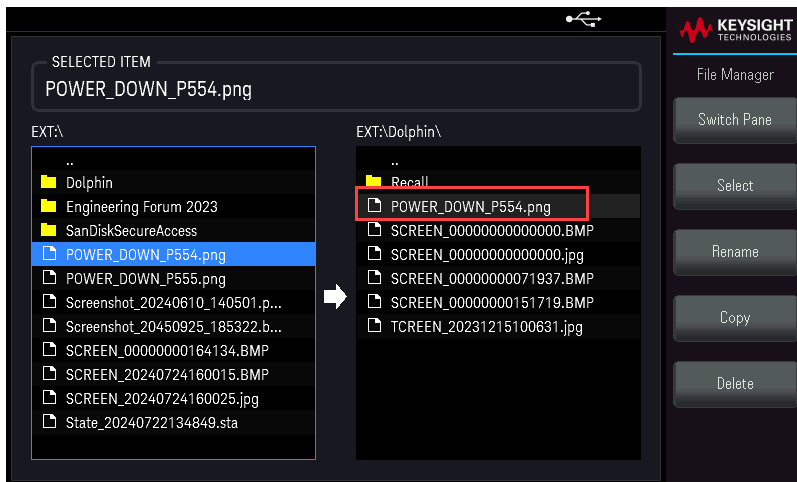 KEYSIGHT
TECHNOLOGIES
File Manager
SELECTED ITEM
POWER_DOWN_P554.png
EXT:\
..
Dolphin
Engineering Forum 2023
SanDiskSecureAccess
POWER_DOWN_P554.png
POWER_DOWN_P555.png
Screenshot_20240610_140501.p...
Screenshot_20450925_185322.b...
SCREEN_00000000164134.BMP
SCREEN_20240724160015.BMP
SCREEN_20240724160025.jpg
State_20240722134849.sta
EXT:\Dolphin\
..
Recall
POWER_DOWN_P554.png
SCREEN_00000000000000.BMP
SCREEN_00000000000000.jpg
SCREEN_00000000071937.BMP
SCREEN_00000000151719.BMP
TCREEN_20231215100631.jpg
Switch Pane
Select
Rename
Copy
Delete